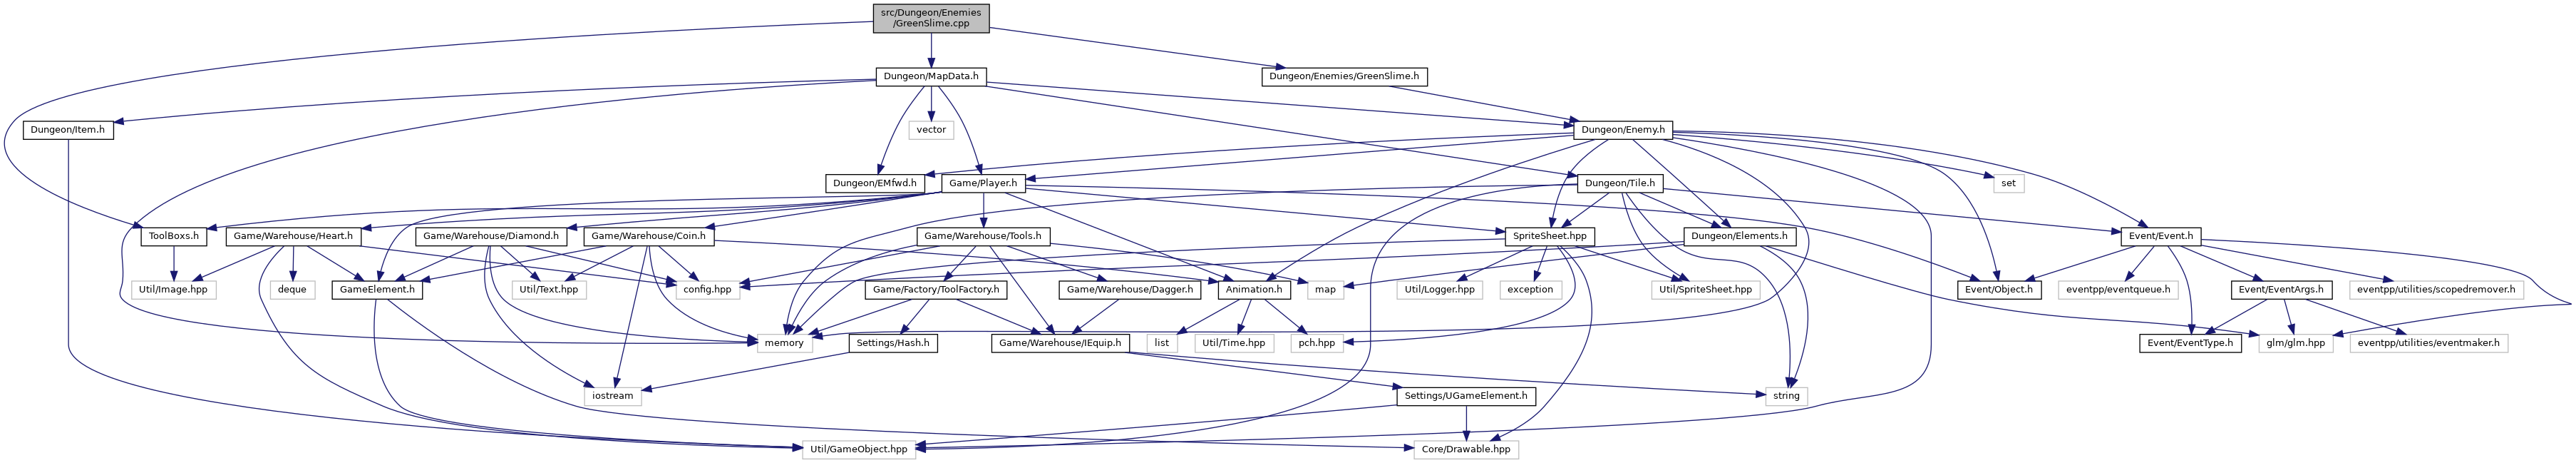 src/Dungeon/Enemies
/GreenSlime.cpp
Dungeon/MapData.h
Dungeon/Enemies/GreenSlime.h
Dungeon/Item.h
vector
Dungeon/Enemy.h
Dungeon/EMfwd.h
Game/Player.h
Dungeon/Tile.h
set
ToolBoxs.h
Game/Warehouse/Heart.h
Game/Warehouse/Diamond.h
Game/Warehouse/Coin.h
Game/Warehouse/Tools.h
SpriteSheet.hpp
Dungeon/Elements.h
Event/Event.h
Util/Image.hpp
deque
GameElement.h
Util/Text.hpp
config.hpp
Game/Factory/ToolFactory.h
Game/Warehouse/Dagger.h
Animation.h
map
Util/Logger.hpp
exception
Util/SpriteSheet.hpp
Event/Object.h
eventpp/eventqueue.h
Event/EventArgs.h
eventpp/utilities/scopedremover.h
memory
Settings/Hash.h
Game/Warehouse/IEquip.h
list
Util/Time.hpp
pch.hpp
Event/EventType.h
glm/glm.hpp
eventpp/utilities/eventmaker.h
iostream
Settings/UGameElement.h
string
Util/GameObject.hpp
Core/Drawable.hpp